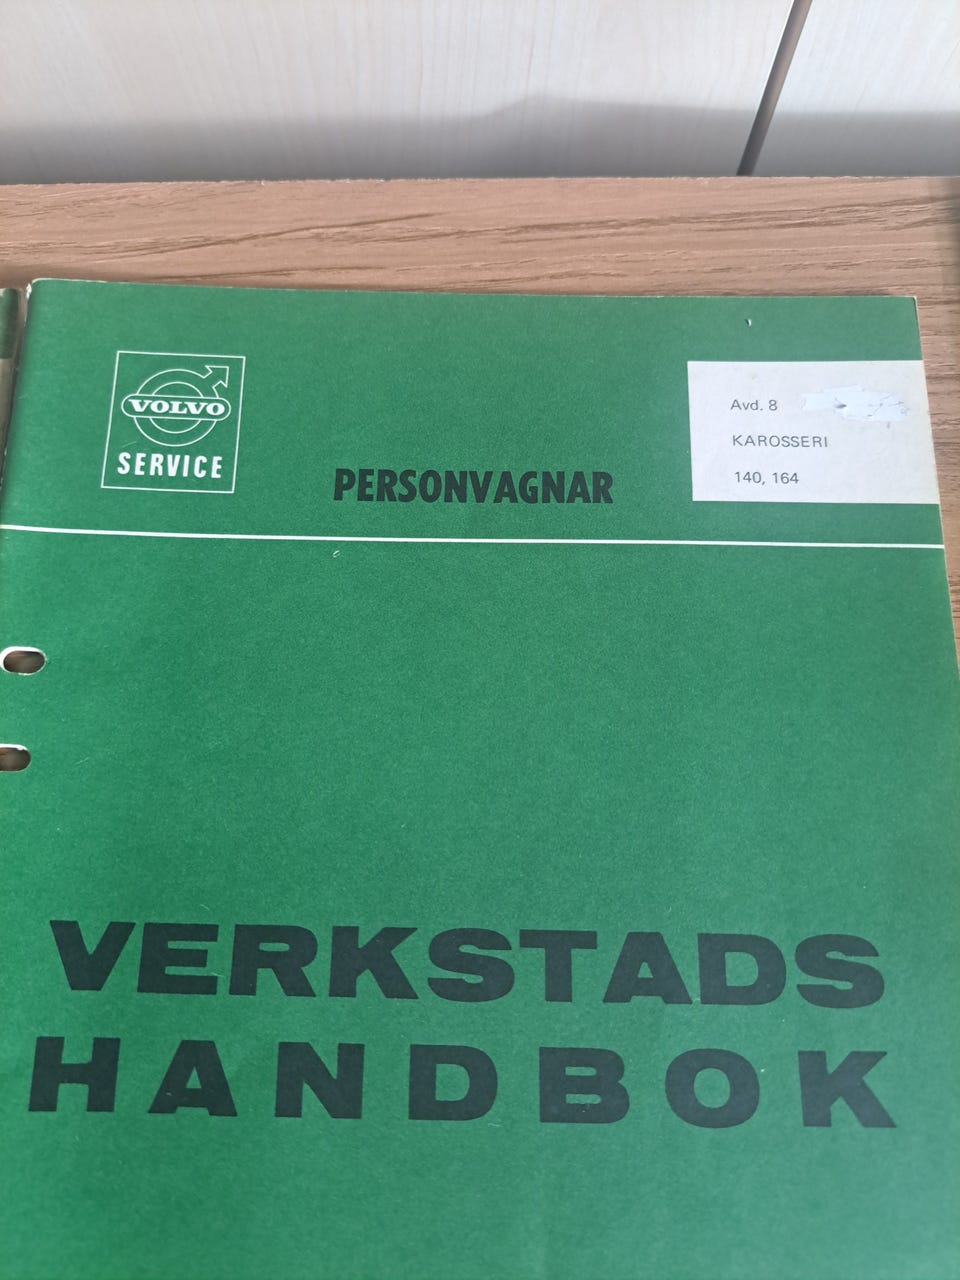 VOLVO
SERVICE
PERSONVAGNAR
Avd. 8
KAROSSERI
140, 164
VERKSTADS
HANDBOK